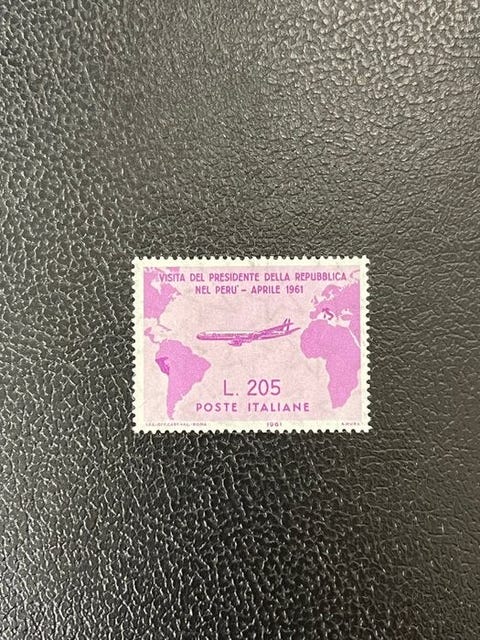 VISITA DEL PRESIDENTE DELLA REPUBBLICA
NEL PERU' - APRILE 1961
L. 205
POSTE ITALIANE
1961